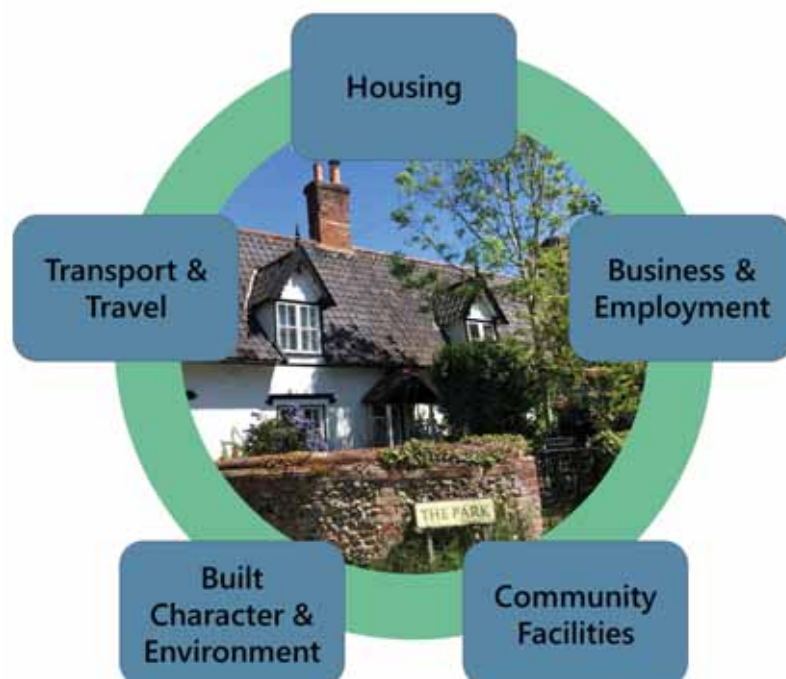 Housing
Transport &
Travel
Business &
Employment
THE PARK
Built
Character &
Environment
Community
Facilities